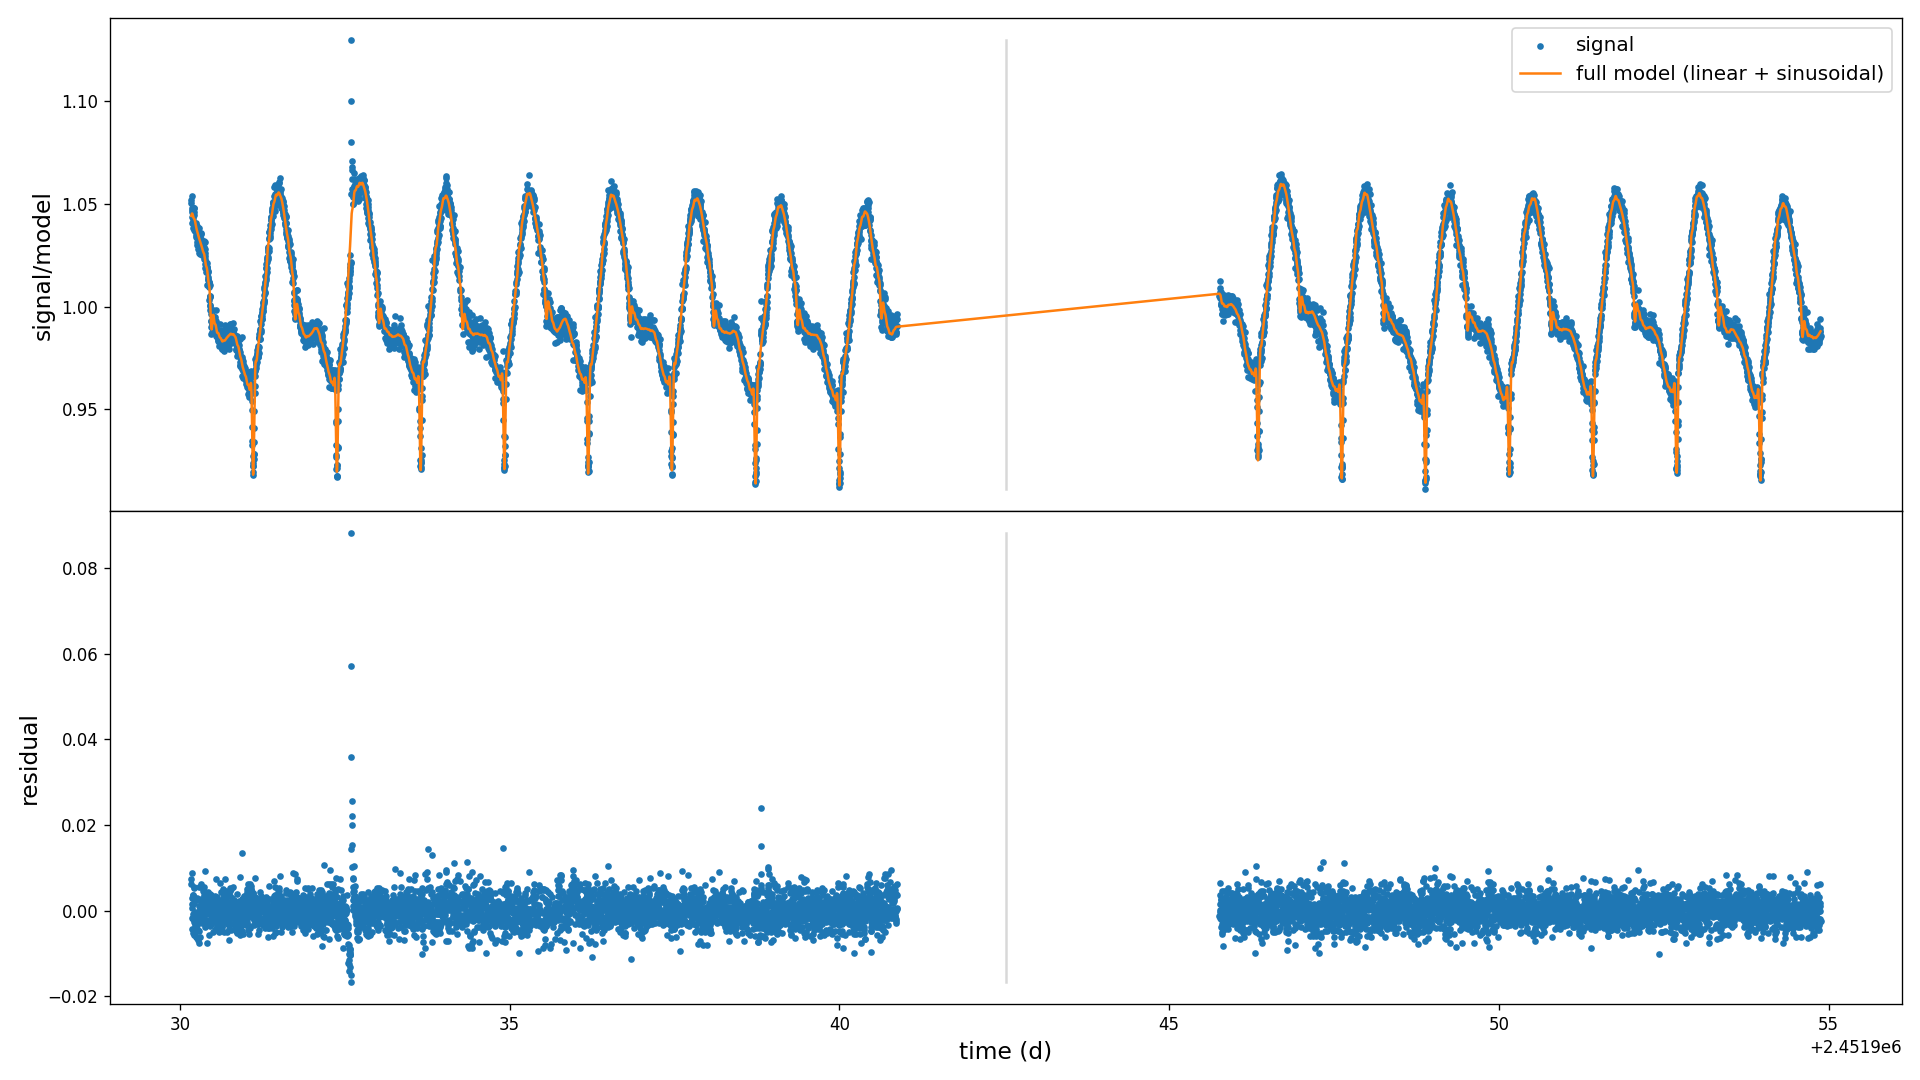 signal
full model (linear + sinusoidal)
signal/model
1.10
1.05
1.00
0.95
residual
0.08
0.06
0.04
0.02
0.00
−0.02
30
35
40
45
50
55
time (d)
+2.4519e6